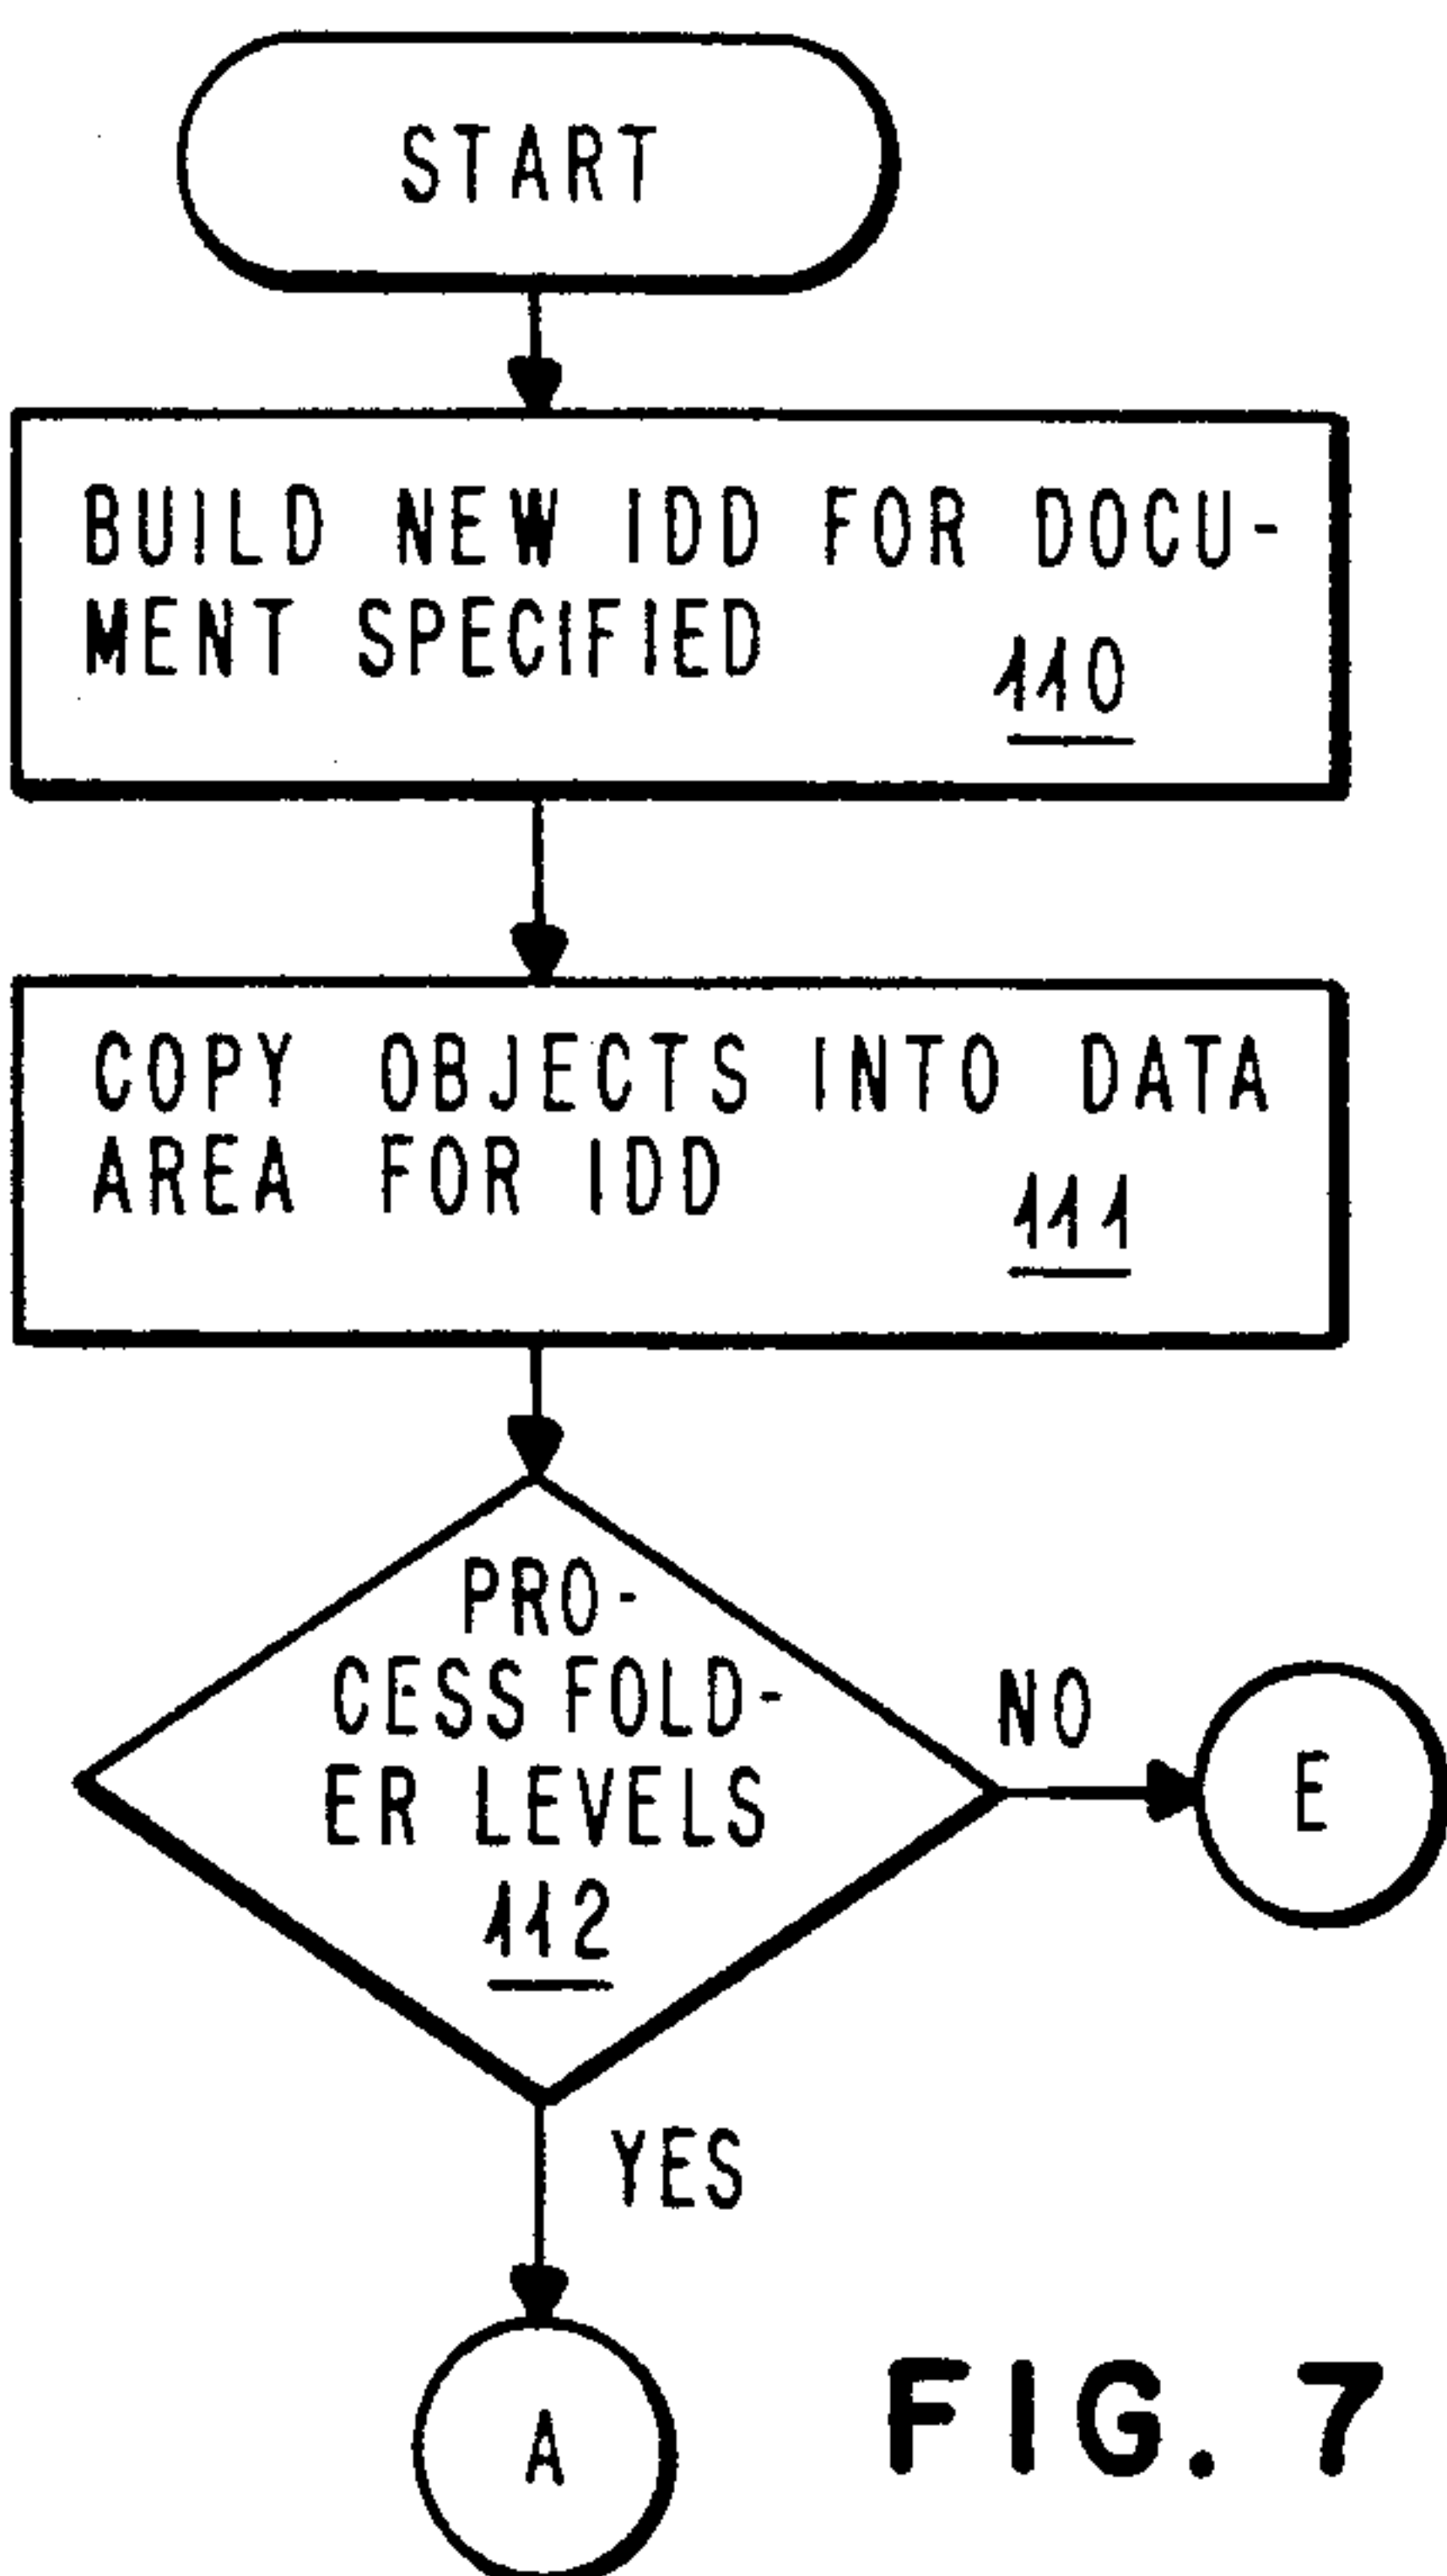 START
BUILD NEW IDD FOR DOCU-
MENT SPECIFIED
110
COPY OBJECTS INTO DATA
AREA FOR IDD
111
PRO-
CESS FOLD-
ER LEVELS
112
NO
E
YES
A
FIG. 7